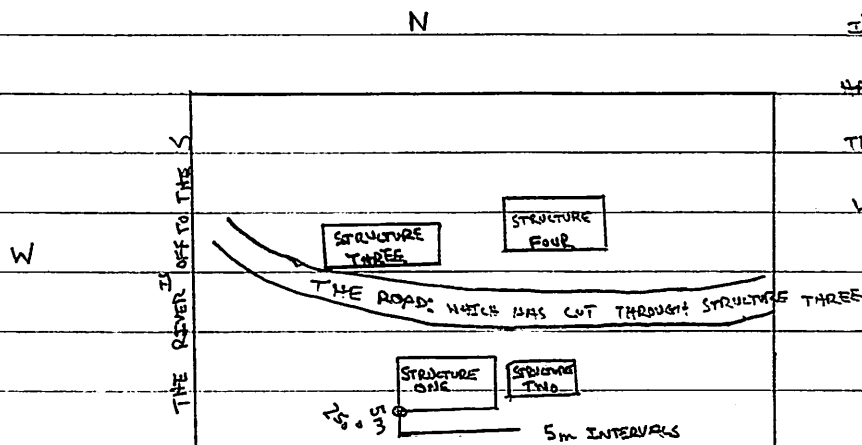 N
W
THE RIVER IS OFF TO THE S
STRUCTURE
THREE
STRUCTURE
FOUR
THE ROAD: WHICH HAS CUT THROUGH STRUCTURE THREE
STRUCTURE
ONE
STRUCTURE
TWO
5m INTERVALS